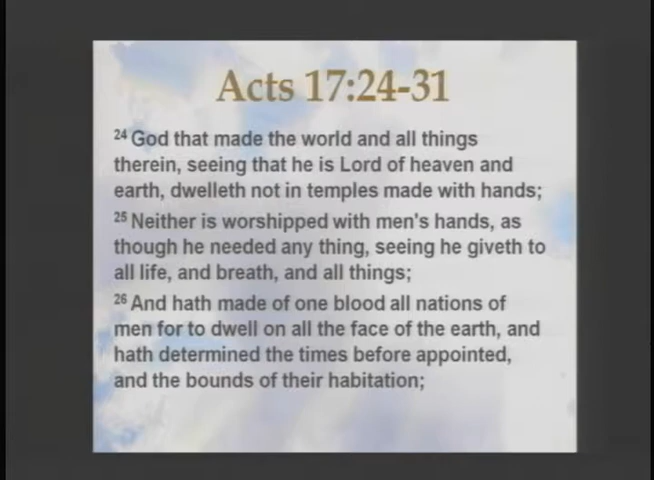 Acts 17:24-31
24 God that made the world and all things
therein, seeing that he is Lord of heaven and
earth, dwelleth not in temples made with hands;
25 Neither is worshipped with men's hands, as
though he needed any thing, seeing he giveth to
all life, and breath, and all things;
26 And hath made of one blood all nations of
men for to dwell on all the face of the earth, and
hath determined the times before appointed,
and the bounds of their habitation;